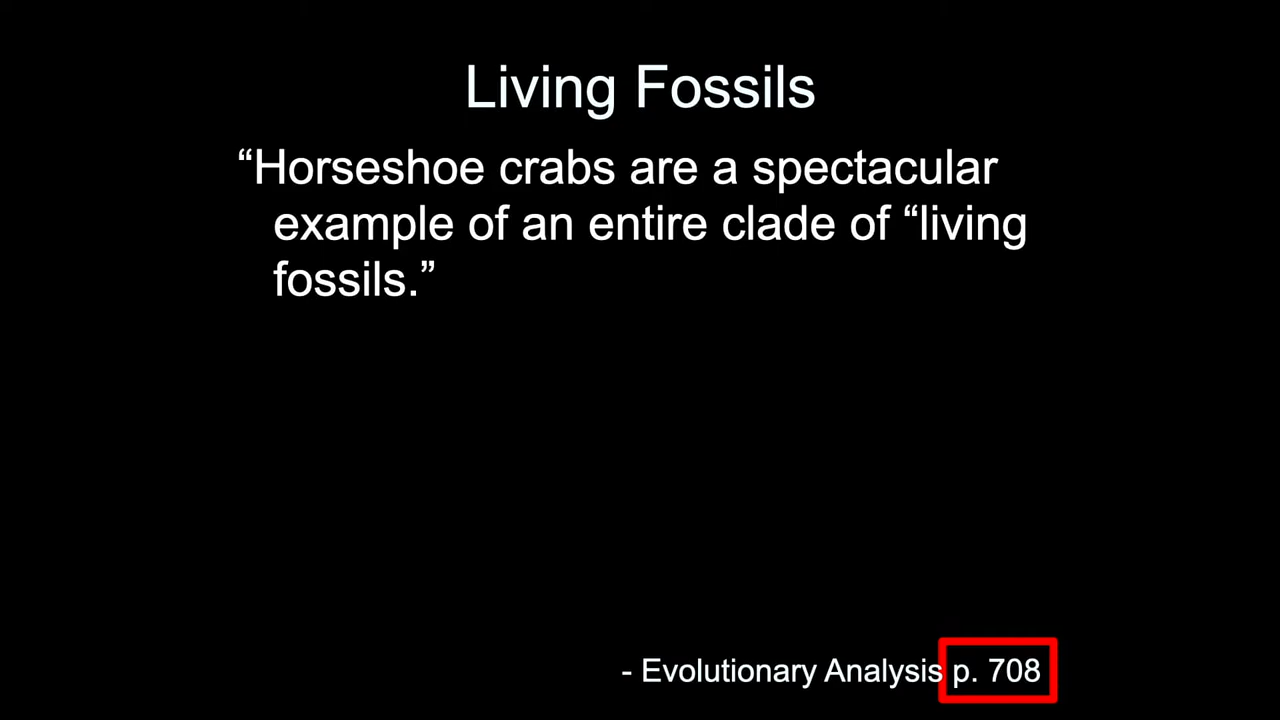 Living Fossils
“Horseshoe crabs are a spectacular
example of an entire clade of “living
fossils.”
- Evolutionary Analysis p. 708